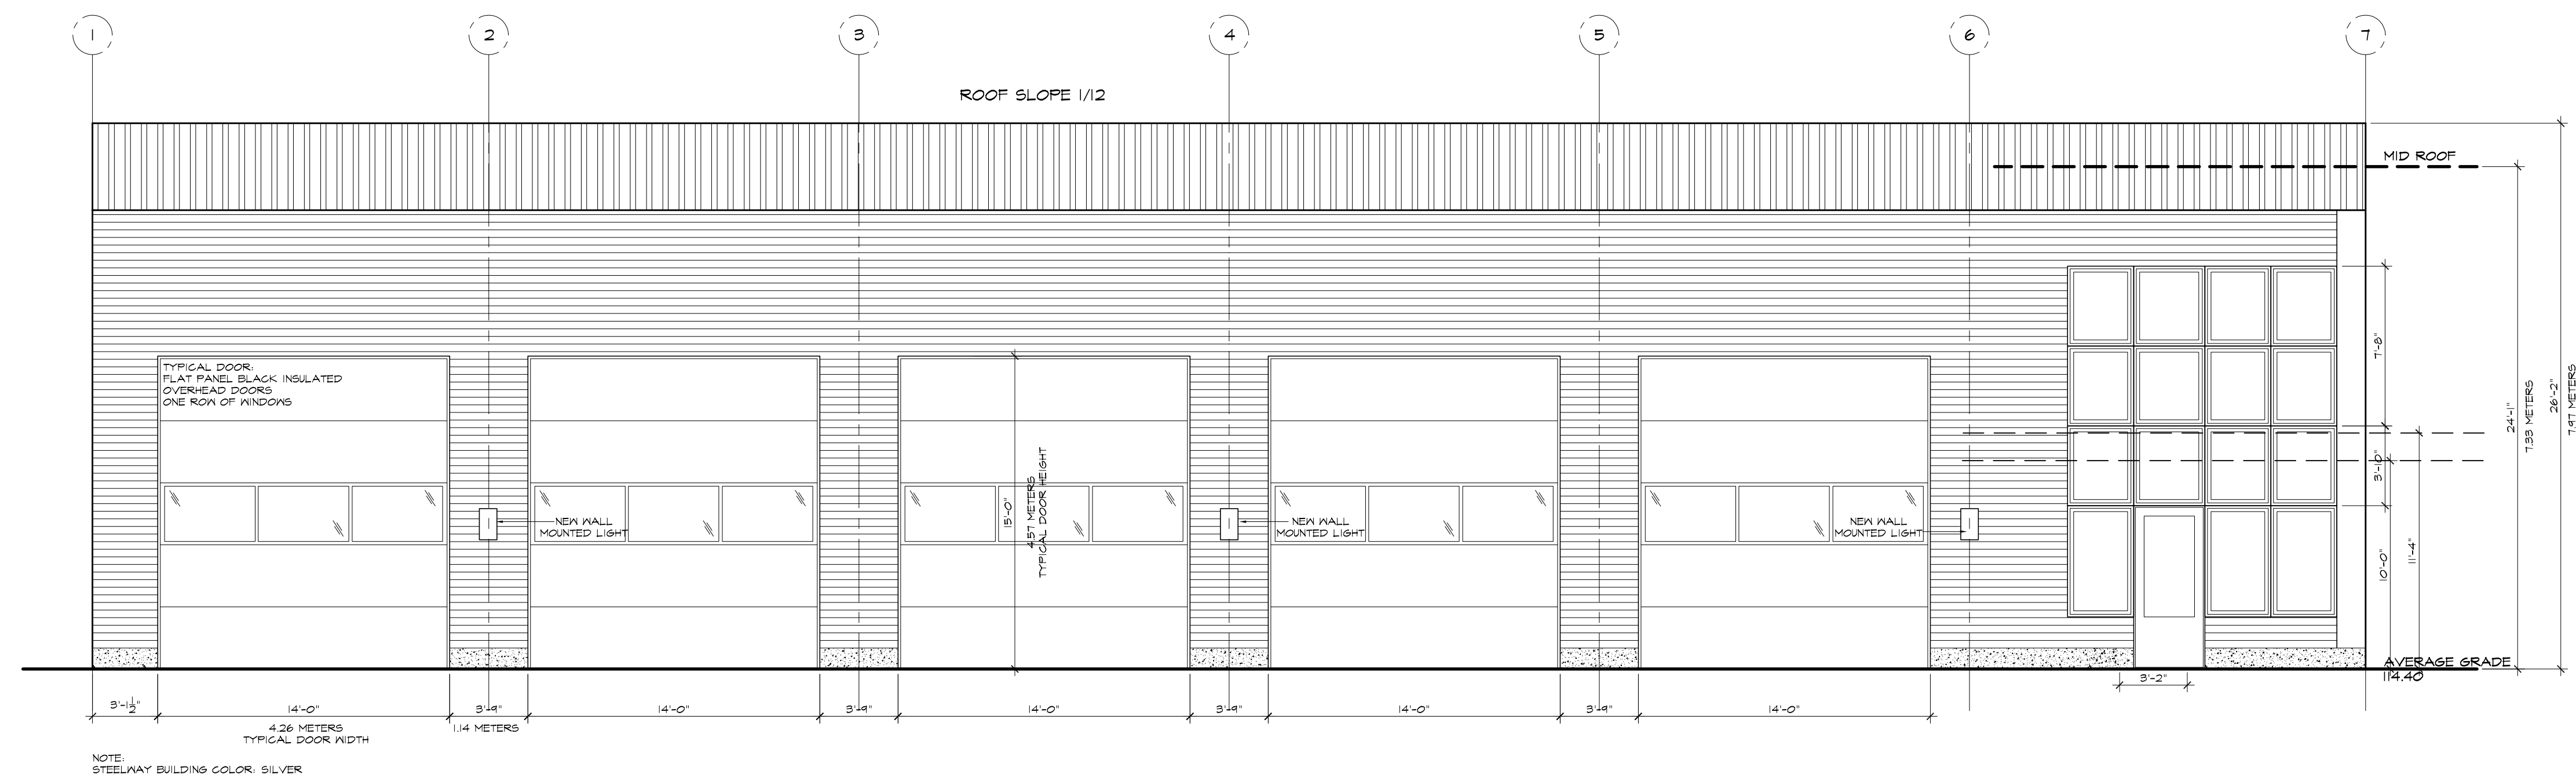 1 2 3 4 5 6 7
ROOF SLOPE 1/12
MID ROOF
TYPICAL DOOR:
FLAT PANEL BLACK INSULATED
OVERHEAD DOORS
ONE ROW OF WINDOWS
NEW WALL
MOUNTED LIGHT
15'-0"
4.57 METERS
TYPICAL DOOR HEIGHT
NEW WALL
MOUNTED LIGHT
NEW WALL
MOUNTED LIGHT
7'-8"
3'-10"
10'-0"
11'-4"
24'-1"
7.33 METERS
26'-2"
7.97 METERS
AVERAGE GRADE
114.40
3'-2"
3'-1 1/2" 14'-0" 3'-9" 14'-0" 3'-9" 14'-0" 3'-9" 14'-0" 3'-9" 14'-0"
4.26 METERS 1.14 METERS
TYPICAL DOOR WIDTH
NOTE:
STEELWAY BUILDING COLOR: SILVER